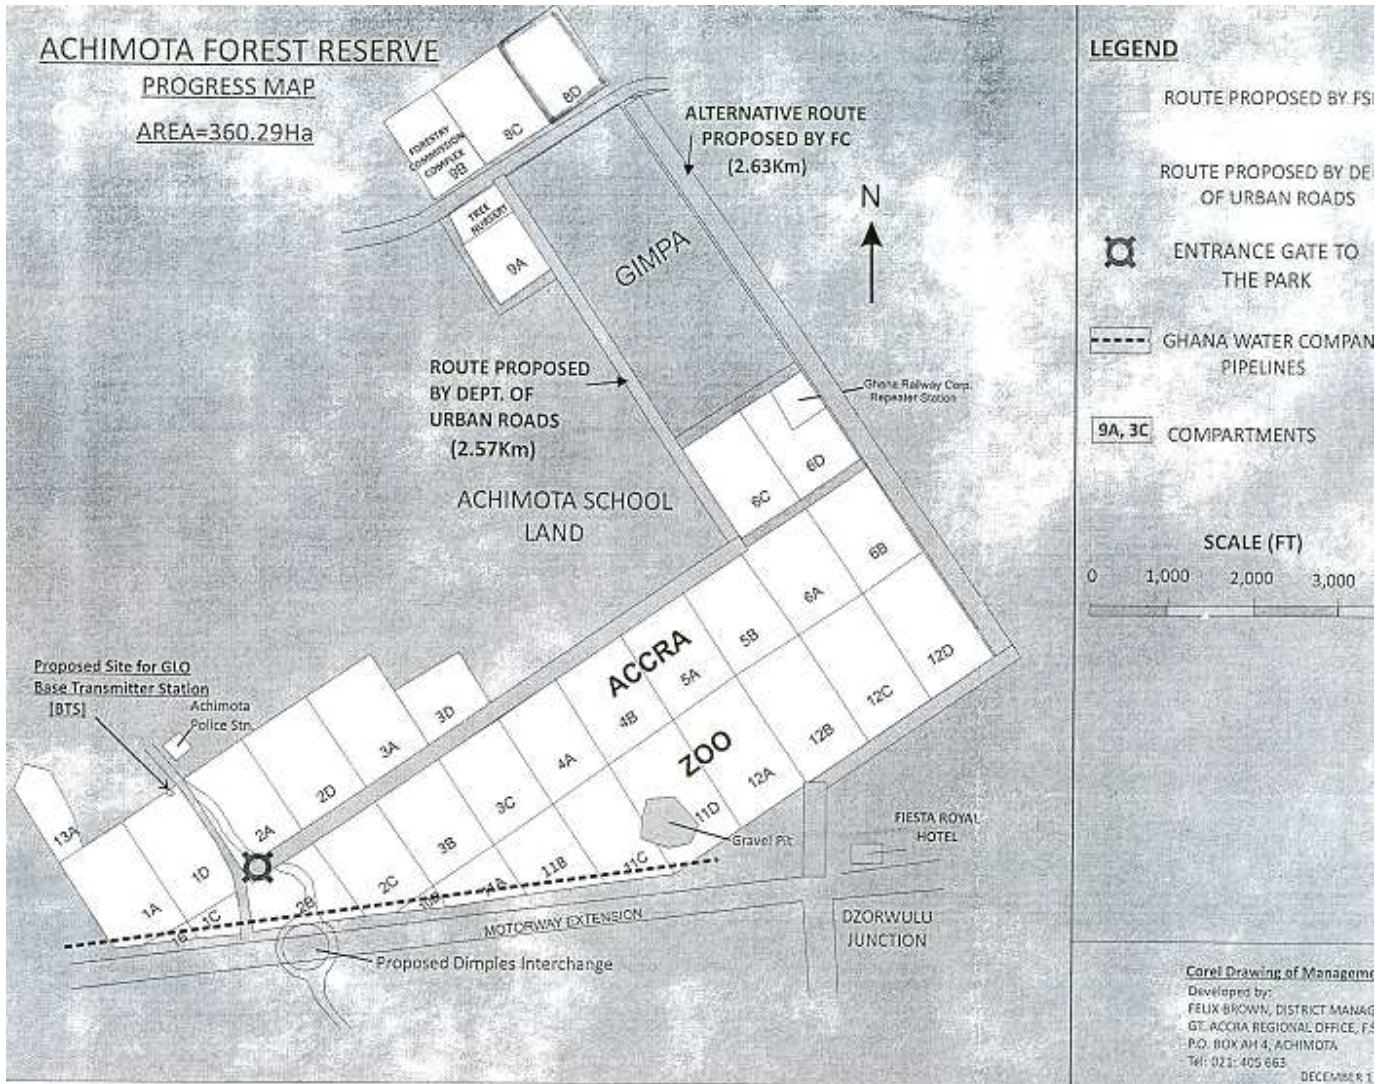 ACHIMOTA FOREST RESERVE
PROGRESS MAP
AREA=360.29Ha
FORESTRY
COMMISSION
COMPLEX
9B
8C
8D
TREE
NURSERY
9A
GIMPA
ALTERNATIVE ROUTE
PROPOSED BY FC
(2.63Km)
N
ROUTE PROPOSED
BY DEPT. OF
URBAN ROADS
(2.57Km)
Ghana Railway Corp.
Repeater Station
6C
6D
ACHIMOTA SCHOOL
LAND
6B
6A
5B
5A
4B
4A
3C
3B
2C
2B
ACCRA
ZOO
12D
12C
12B
12A
11D
11C
11B
11A
10B
3D
3A
2D
2A
1D
1C
1B
1A
13A
Proposed Site for GLO
Base Transmitter Station
[BTS]
Achimota
Police Stn.
Gravel Pit
FIESTA ROYAL
HOTEL
MOTORWAY EXTENSION
DZORWULU
JUNCTION
Proposed Dimples Interchange
LEGEND
ROUTE PROPOSED BY FS
ROUTE PROPOSED BY DE
OF URBAN ROADS
ENTRANCE GATE TO
THE PARK
GHANA WATER COMPAN
PIPELINES
9A, 3C COMPARTMENTS
SCALE (FT)
0 1,000 2,000 3,000
Corel Drawing of Manageme
Developed by:
FELIX BROWN, DISTRICT MANAG
GT. ACCRA REGIONAL OFFICE, F.S
P.O. BOX AH 4, ACHIMOTA
Tel: 021: 405 663
DECEMBER 1